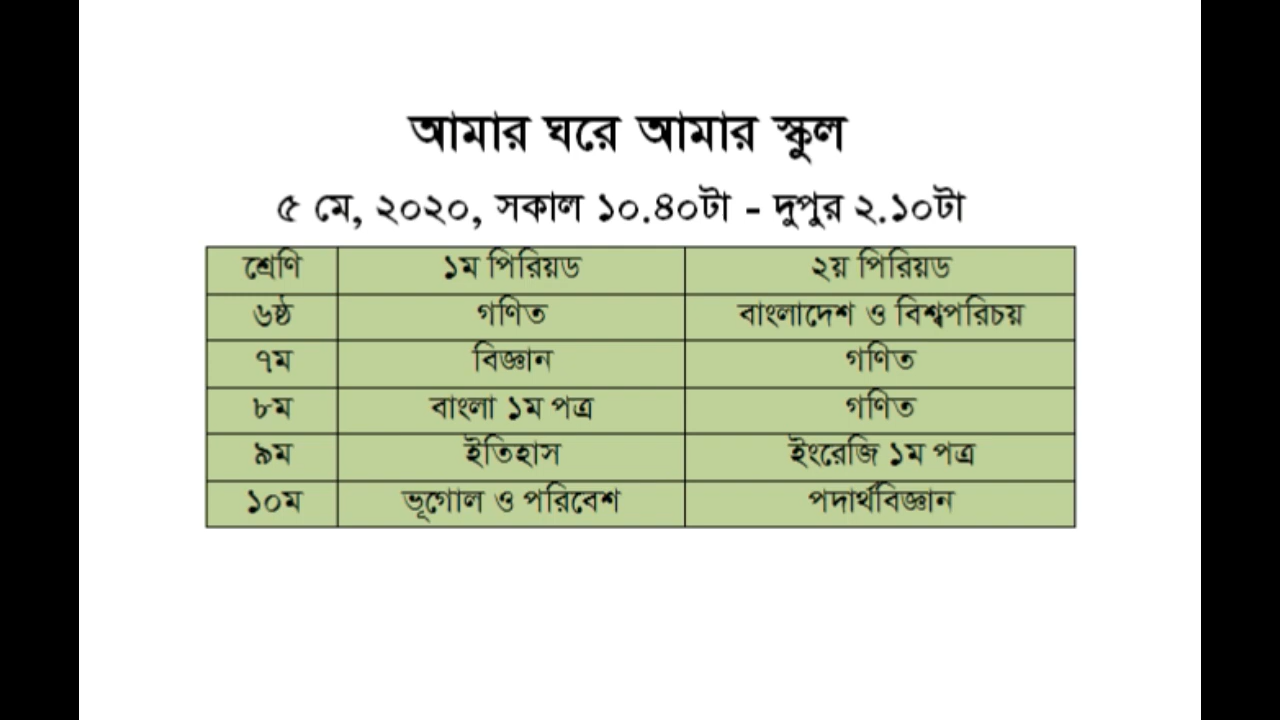 আমার ঘরে আমার স্কুল
৫ মে, ২০২০, সকাল ১০.৪০টা - দুপুর ২.১০টা
শ্রেণি ১ম পিরিয়ড ২য় পিরিয়ড
৬ষ্ঠ গণিত বাংলাদেশ ও বিশ্বপরিচয়
৭ম বিজ্ঞান গণিত
৮ম বাংলা ১ম পত্র গণিত
৯ম ইতিহাস ইংরেজি ১ম পত্র
১০ম ভূগোল ও পরিবেশ পদার্থবিজ্ঞান